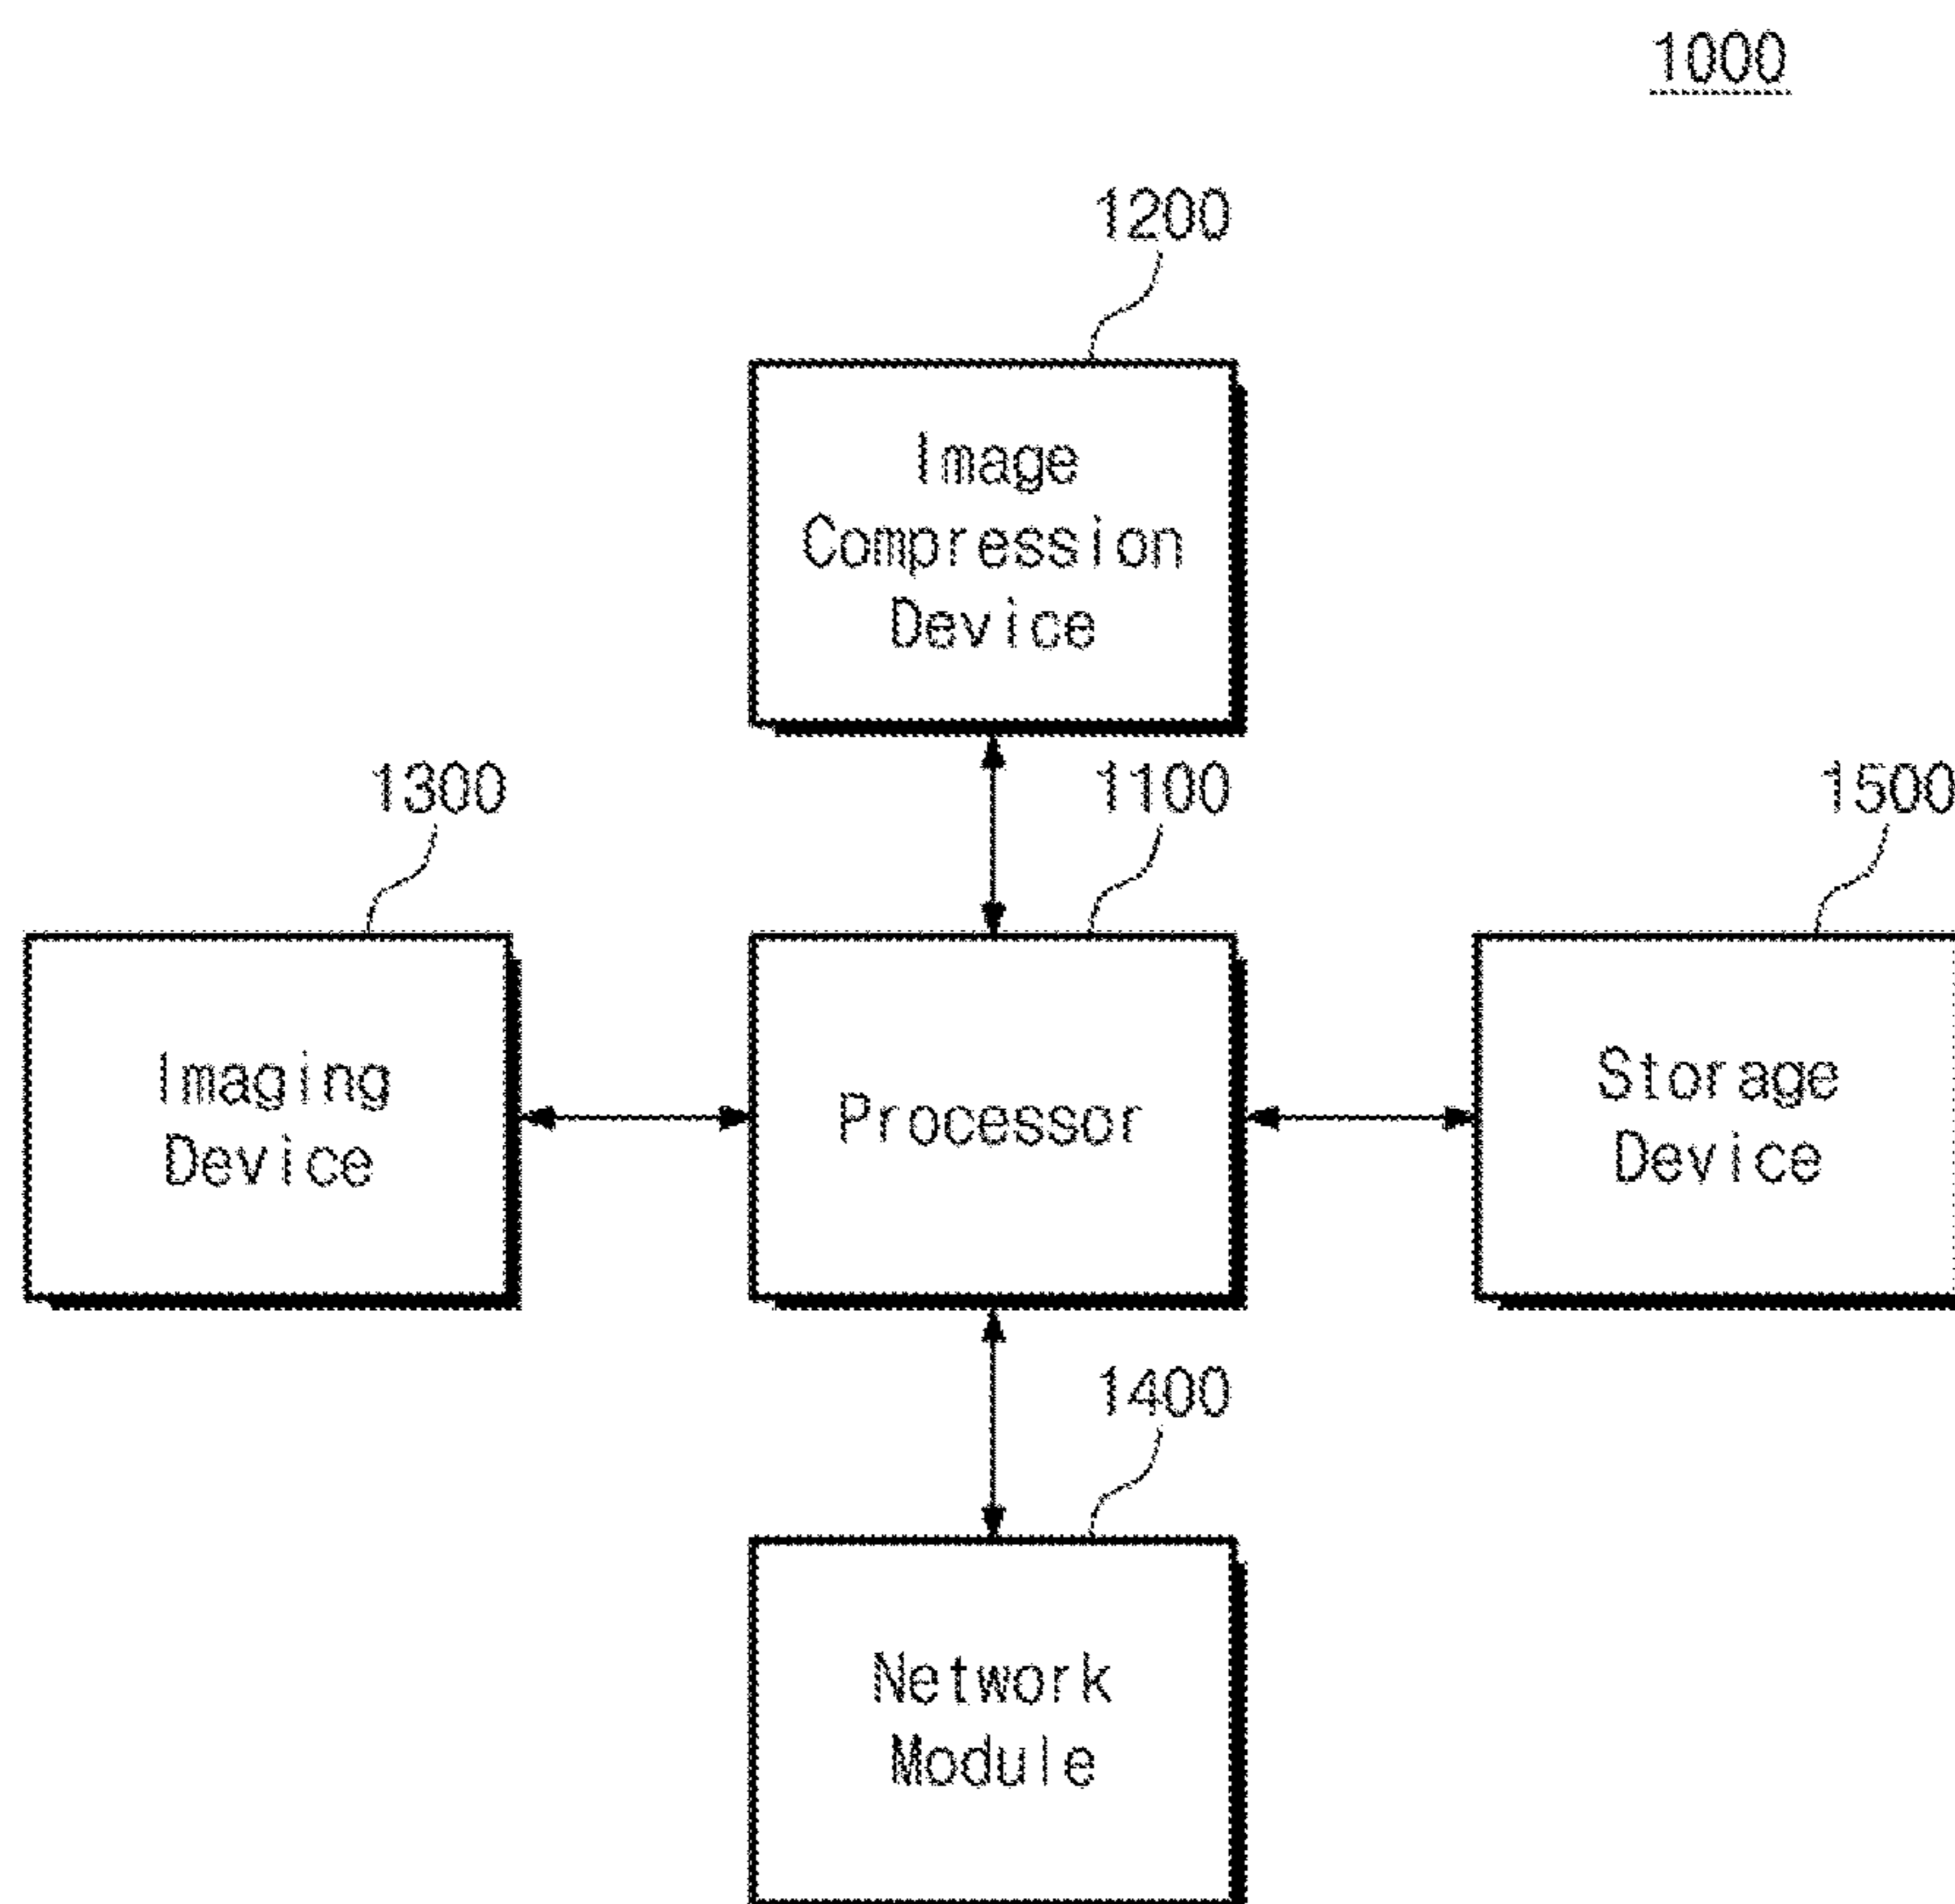 1000
1200
Image
Compression
Device
1300
1100
1500
Imaging
Device
Processor
Storage
Device
1400
Network
Module